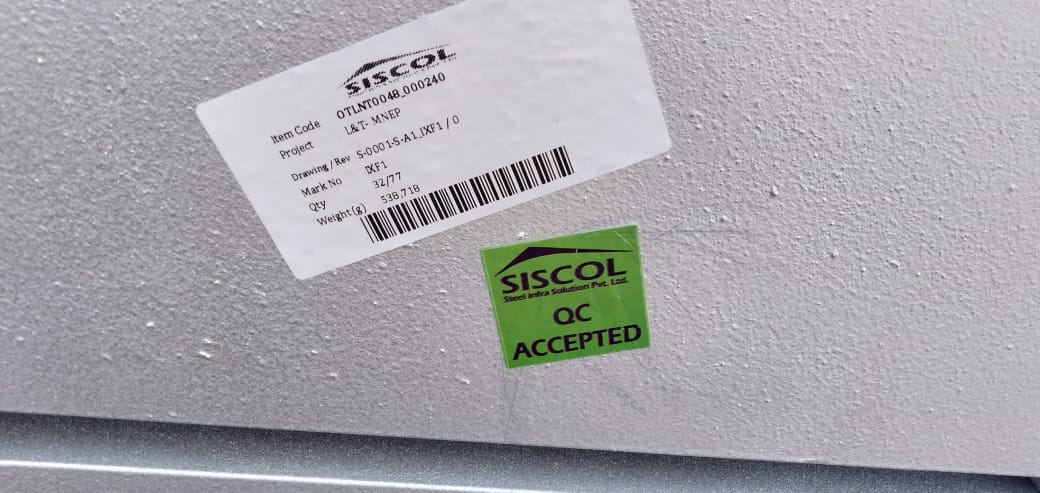 SISCOL
Item Code OTLNT0048_000240
Project L&T- MNEP
Drawing / Rev S-0001-S-A1_IXF1 / 0
Mark No IXF1
Qty 32/77
Weight(g) 538.718
SISCOL
Steel Infra Solution Pvt. Ltd.
QC
ACCEPTED